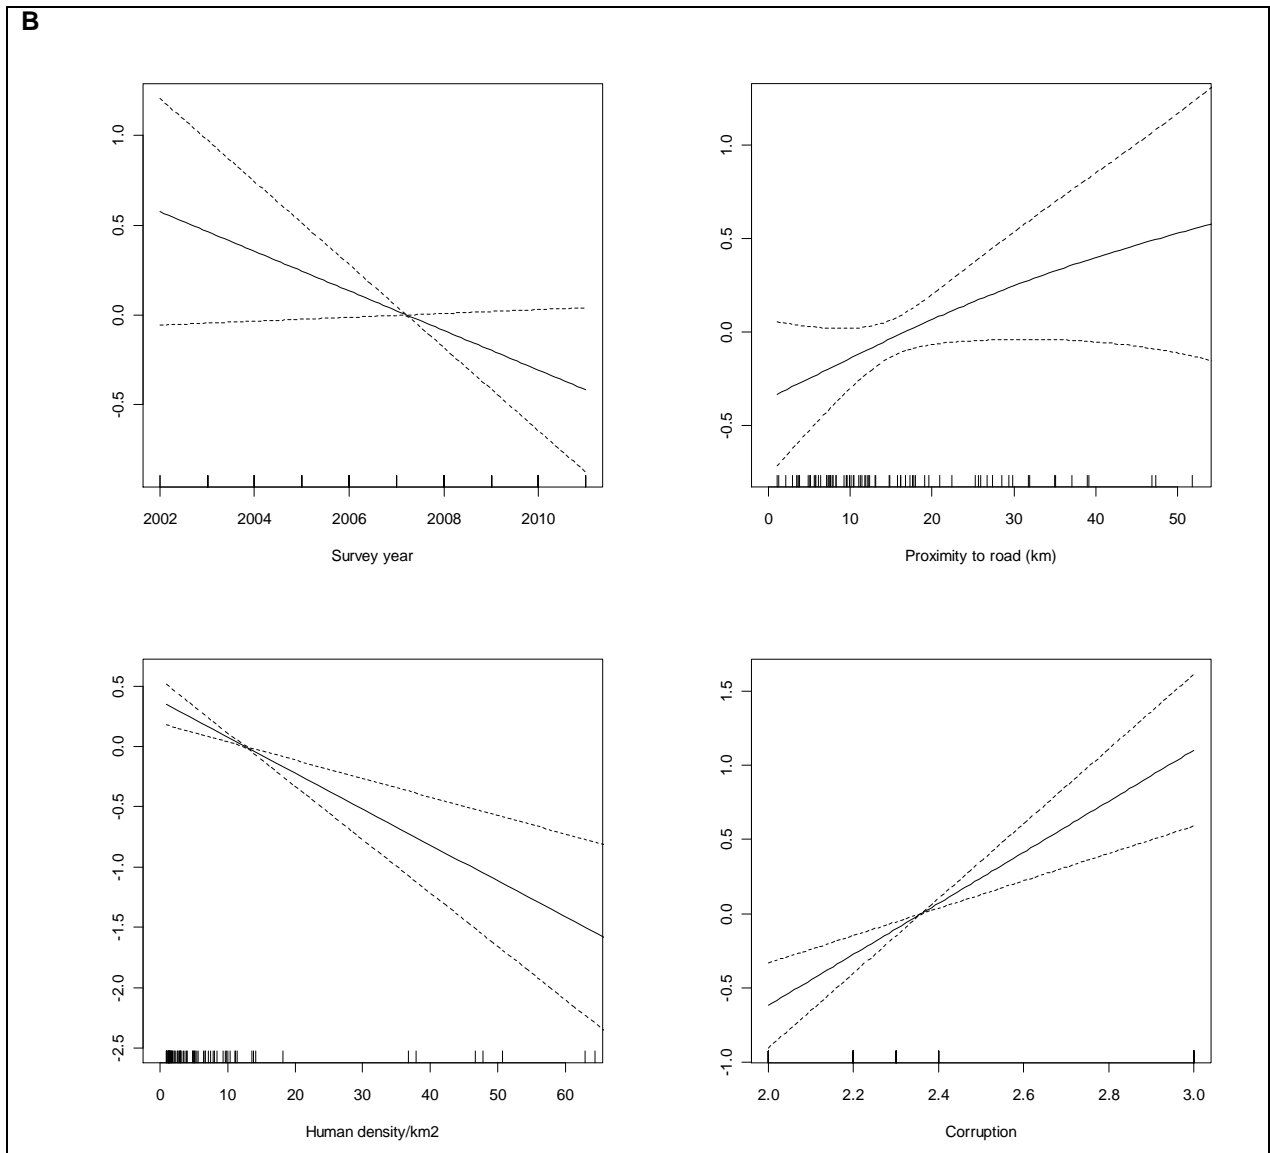 B
1.0
0.5
0.0
-0.5
2002 2004 2006 2008 2010
Survey year
1.0
0.5
0.0
-0.5
0 10 20 30 40 50
Proximity to road (km)
0.5
0.0
-0.5
-1.0
-1.5
-2.0
-2.5
0 10 20 30 40 50 60
Human density/km2
1.5
1.0
0.5
0.0
-0.5
-1.0
2.0 2.2 2.4 2.6 2.8 3.0
Corruption